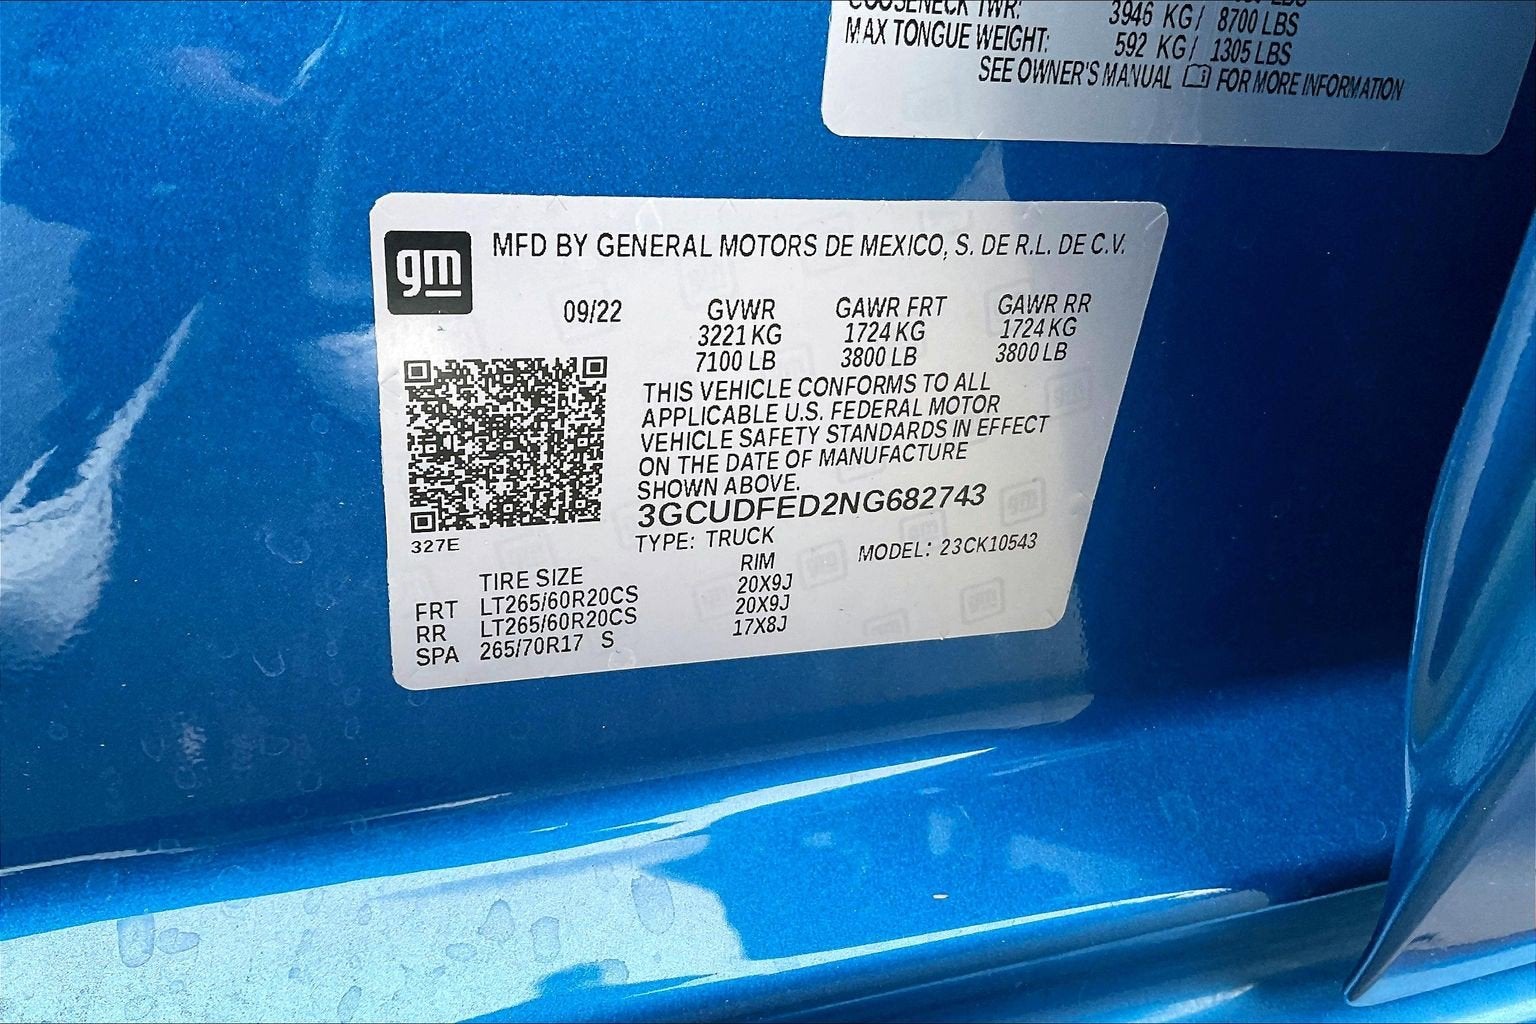 GOOSENECK TWR: 3946 KG/ 8700 LBS
MAX TONGUE WEIGHT: 592 KG/ 1305 LBS
SEE OWNER'S MANUAL FOR MORE INFORMATION
gm
MFD BY GENERAL MOTORS DE MEXICO, S. DE R.L. DE C.V.
09/22 GVWR GAWR FRT GAWR RR
3221 KG 1724 KG 1724 KG
7100 LB 3800 LB 3800 LB
THIS VEHICLE CONFORMS TO ALL
APPLICABLE U.S. FEDERAL MOTOR
VEHICLE SAFETY STANDARDS IN EFFECT
ON THE DATE OF MANUFACTURE
SHOWN ABOVE.
3GCUDFED2NG682743
327E
TYPE: TRUCK MODEL: 23CK10543
TIRE SIZE RIM
FRT LT265/60R20CS 20X9J
RR LT265/60R20CS 20X9J
SPA 265/70R17 S 17X8J